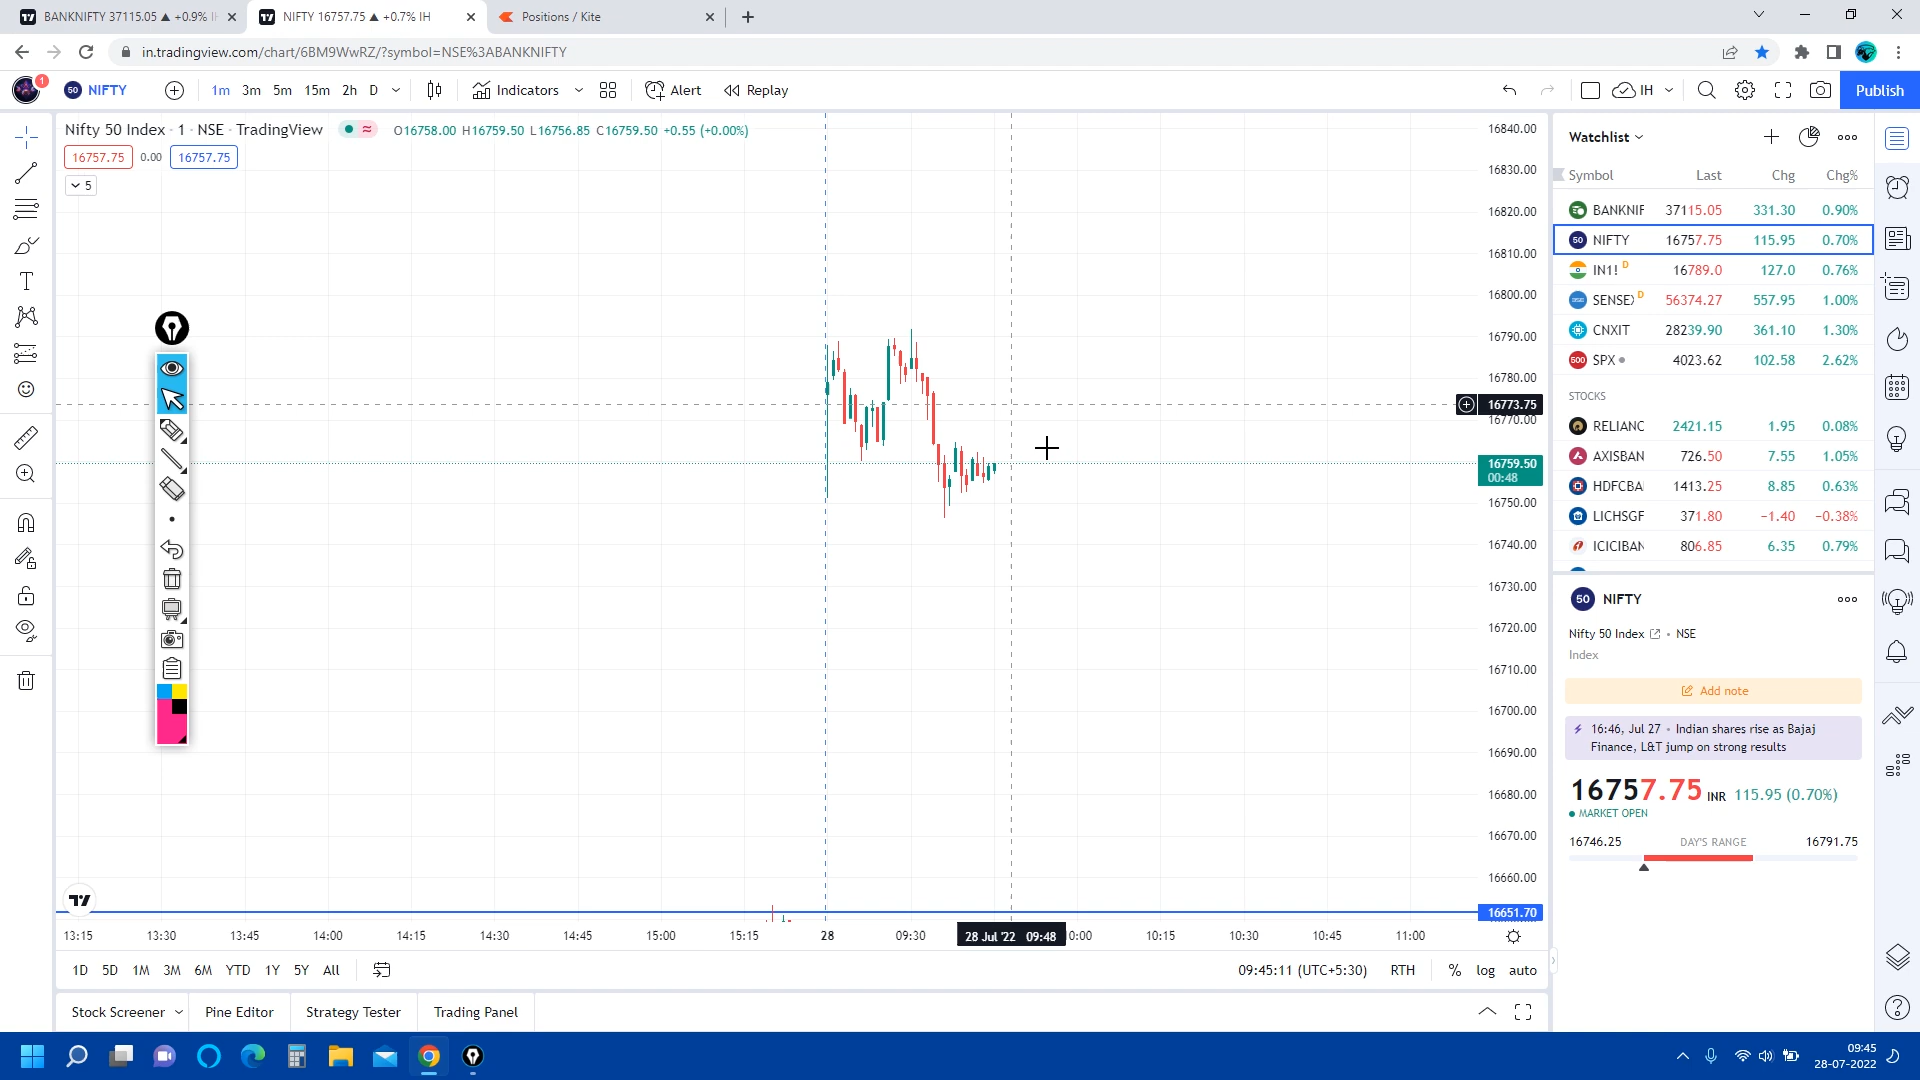 BANKNIFTY 37115.05 ▲ +0.9% IH
NIFTY 16757.75 ▲ +0.7% IH
Positions / Kite
in.tradingview.com/chart/6BM9WwRZ/?symbol=NSE%3ABANKNIFTY
1
50 NIFTY
1m 3m 5m 15m 2h D
Indicators
Alert
Replay
IH
Publish
Nifty 50 Index · 1 · NSE · TradingView
O16758.00 H16759.50 L16756.85 C16759.50 +0.55 (+0.00%)
16757.75 0.00 16757.75
5
16840.00
16830.00
16820.00
16810.00
16800.00
16790.00
16780.00
16773.75
16770.00
16759.50
00:48
16750.00
16740.00
16730.00
16720.00
16710.00
16700.00
16690.00
16680.00
16670.00
16660.00
16651.70
13:15 13:30 13:45 14:00 14:15 14:30 14:45 15:00 15:15 28 09:30 28 Jul '22 09:48 0:00 10:15 10:30 10:45 11:00
1D 5D 1M 3M 6M YTD 1Y 5Y All
09:45:11 (UTC+5:30) RTH % log auto
Stock Screener Pine Editor Strategy Tester Trading Panel
Watchlist
Symbol Last Chg Chg%
BANKNIF 37115.05 331.30 0.90%
50 NIFTY 16757.75 115.95 0.70%
IN1! D 16789.0 127.0 0.76%
SENSEX D 56374.27 557.95 1.00%
CNXIT 28239.90 361.10 1.30%
500 SPX 4023.62 102.58 2.62%
STOCKS
RELIANC 2421.15 1.95 0.08%
AXISBAN 726.50 7.55 1.05%
HDFCBA 1413.25 8.85 0.63%
LICHSGF 371.80 −1.40 −0.38%
ICICIBAN 806.85 6.35 0.79%
50 NIFTY
Nifty 50 Index • NSE
Index
Add note
16:46, Jul 27 • Indian shares rise as Bajaj
Finance, L&T jump on strong results
16757.75 INR 115.95 (0.70%)
MARKET OPEN
16746.25 DAY'S RANGE 16791.75
09:45
28-07-2022